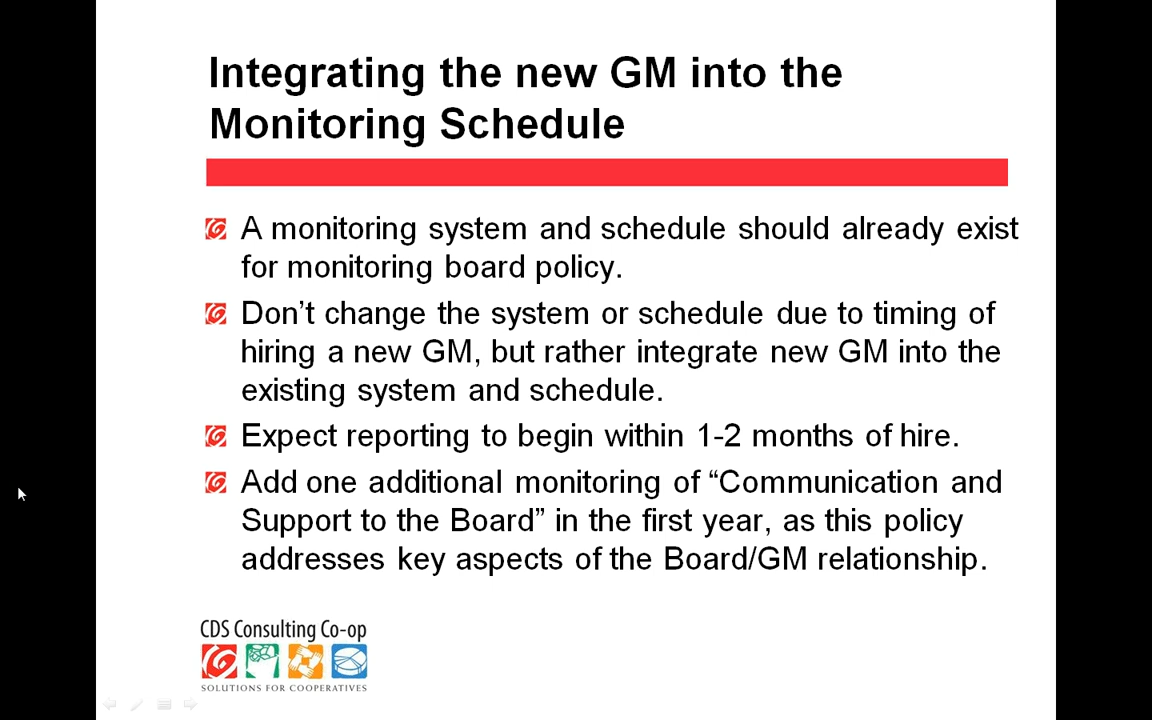 Integrating the new GM into the
Monitoring Schedule
A monitoring system and schedule should already exist
for monitoring board policy.
Don’t change the system or schedule due to timing of
hiring a new GM, but rather integrate new GM into the
existing system and schedule.
Expect reporting to begin within 1-2 months of hire.
Add one additional monitoring of “Communication and
Support to the Board” in the first year, as this policy
addresses key aspects of the Board/GM relationship.
CDS Consulting Co-op
SOLUTIONS FOR COOPERATIVES